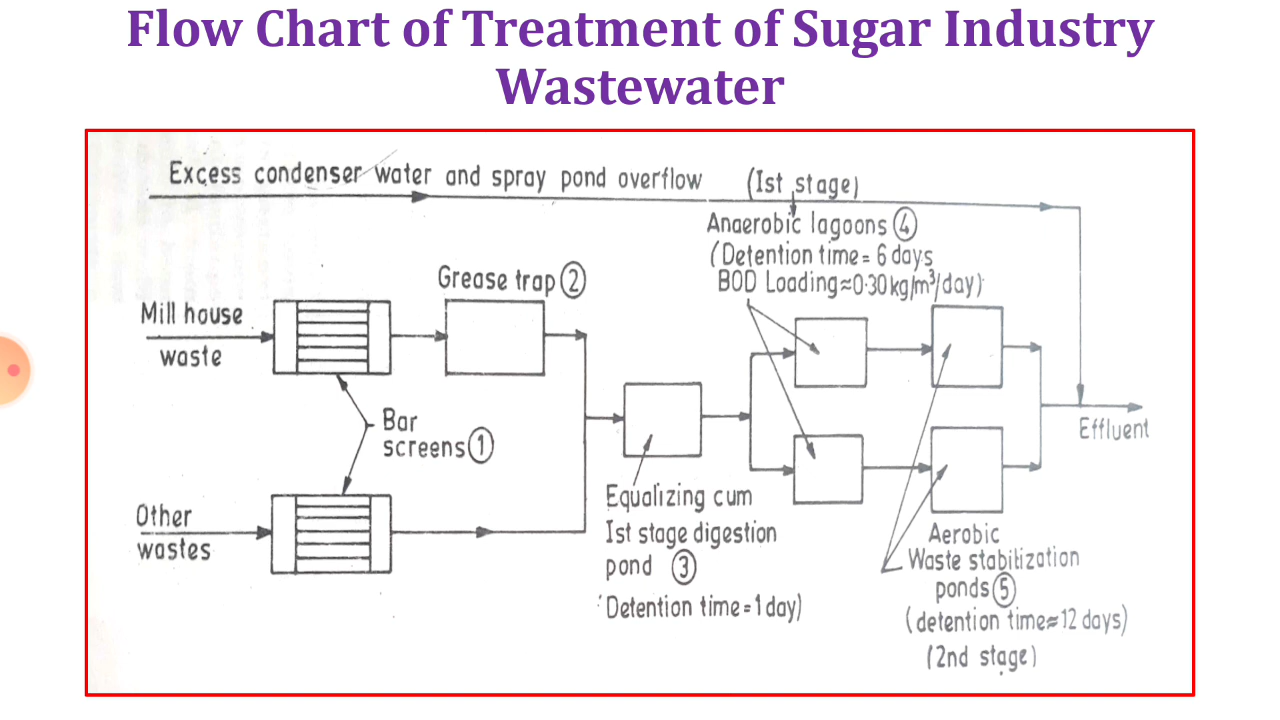 Flow Chart of Treatment of Sugar Industry
Wastewater
Excess condenser water and spray pond overflow
(Ist stage)
Anaerobic lagoons ④
(Detention time = 6 days
BOD Loading ≈ 0·30 kg/m³/day)
Grease trap ②
Mill house
waste
Bar
screens ①
Effluent
Other
wastes
Equalizing cum
Ist stage digestion
pond ③
(Detention time = 1 day)
Aerobic
Waste stabilization
ponds ⑤
(detention time ≈ 12 days)
(2nd stage)